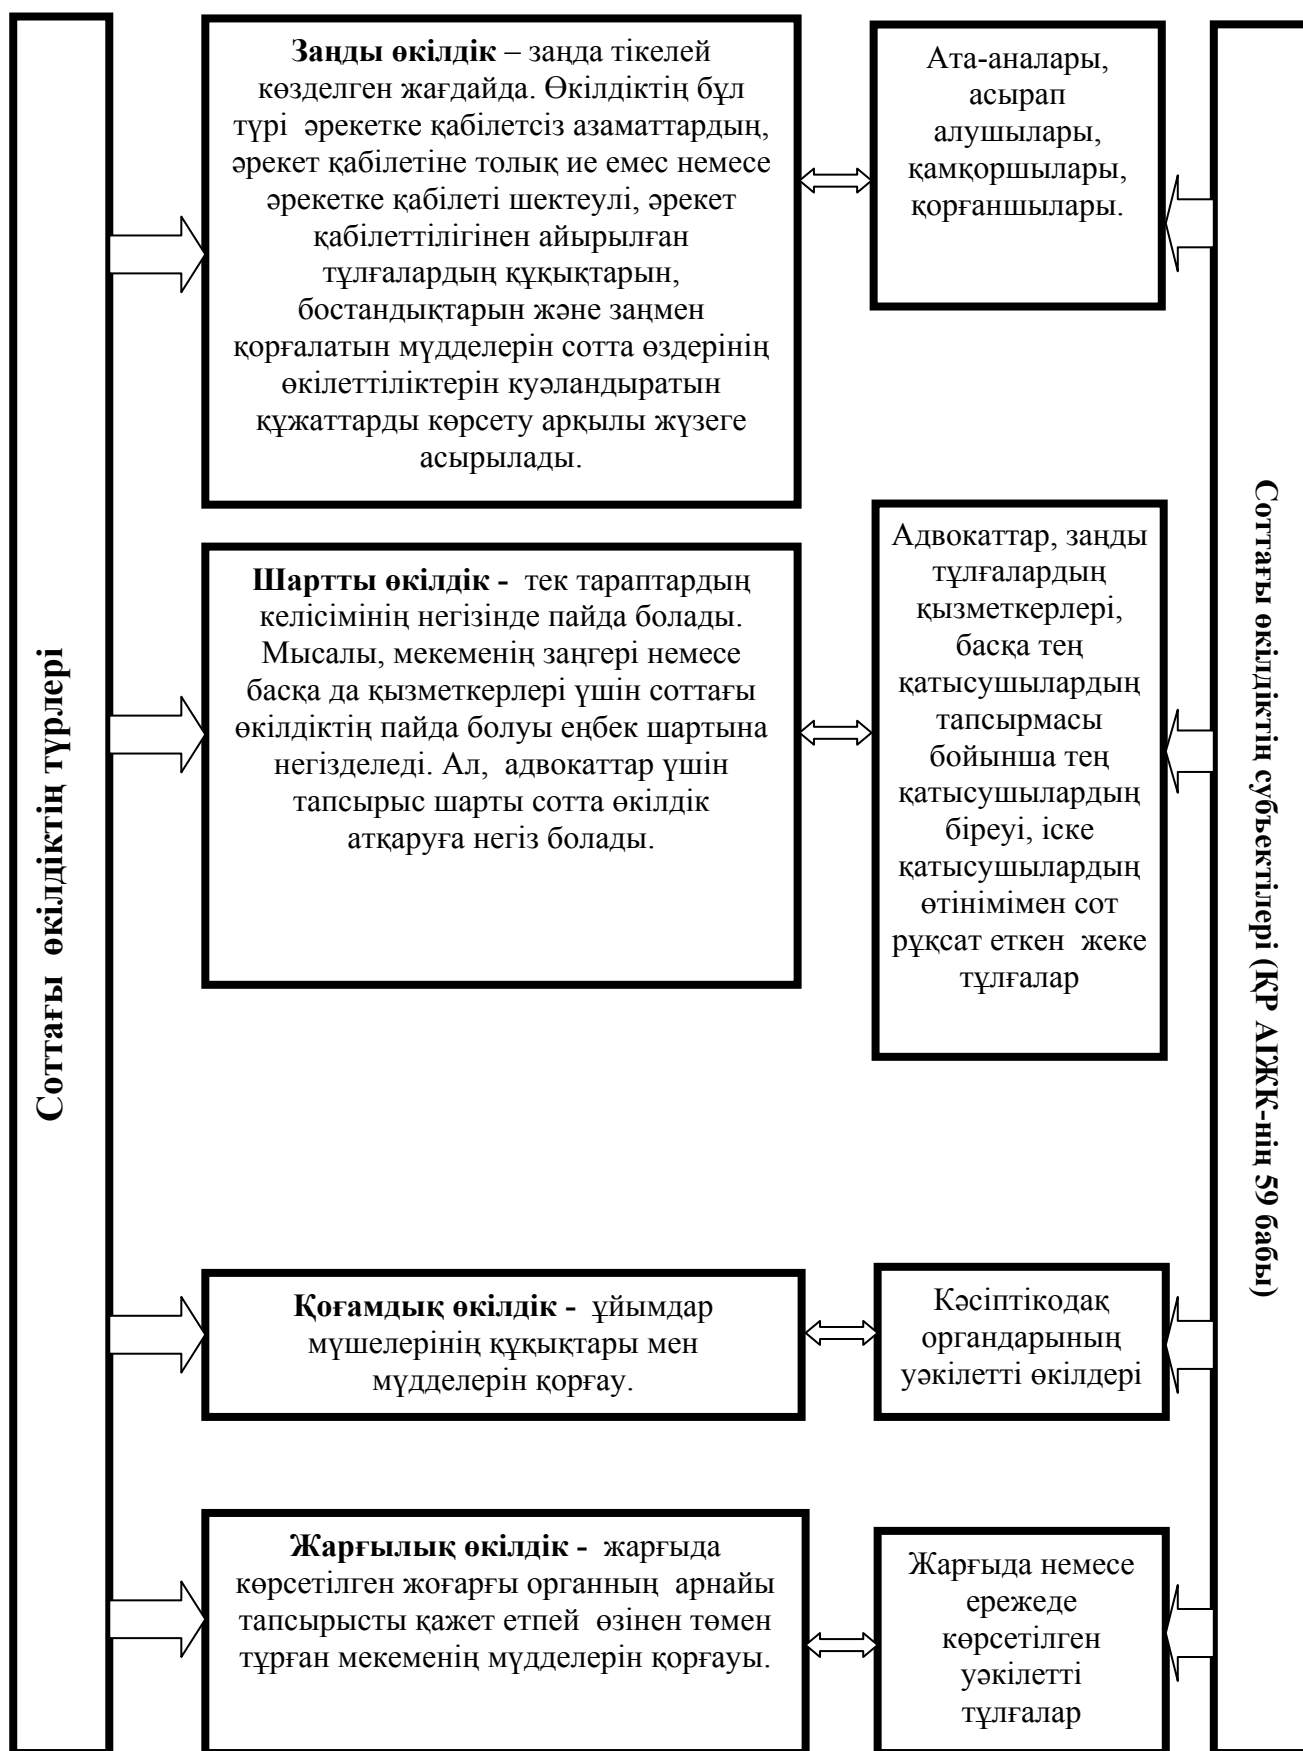 Соттағы өкілдіктің түрлері
Заңды өкілдік – заңда тікелей
көзделген жағдайда. Өкілдіктің бұл
түрі әрекетке қабілетсіз азаматтардың,
әрекет қабілетіне толық ие емес немесе
әрекетке қабілеті шектеулі, әрекет
қабілеттілігінен айырылған
тұлғалардың құқықтарын,
бостандықтарын және заңмен
қорғалатын мүдделерін сотта өздерінің
өкілеттіліктерін куәландыратын
құжаттарды көрсету арқылы жүзеге
асырылады.
Ата-аналары,
асырап
алушылары,
қамқоршылары,
қорғаншылары.
Шартты өкілдік - тек тараптардың
келісімінің негізінде пайда болады.
Мысалы, мекеменің заңгері немесе
басқа да қызметкерлері үшін соттағы
өкілдіктің пайда болуы еңбек шартына
негізделеді. Ал, адвокаттар үшін
тапсырыс шарты сотта өкілдік
атқаруға негіз болады.
Адвокаттар, заңды
тұлғалардың
қызметкерлері,
басқа тең
қатысушылардың
тапсырмасы
бойынша тең
қатысушылардың
біреуі, іске
қатысушылардың
өтінімімен сот
рұқсат еткен жеке
тұлғалар
Қоғамдық өкілдік - ұйымдар
мүшелерінің құқықтары мен
мүдделерін қорғау.
Кәсіптікодақ
органдарының
уәкілетті өкілдері
Жарғылық өкілдік - жарғыда
көрсетілген жоғарғы органның арнайы
тапсырысты қажет етпей өзінен төмен
тұрған мекеменің мүдделерін қорғауы.
Жарғыда немесе
ережеде
көрсетілген
уәкілетті
тұлғалар
Соттағы өкілдіктің субъектілері (ҚР АІЖК-нің 59 бабы)